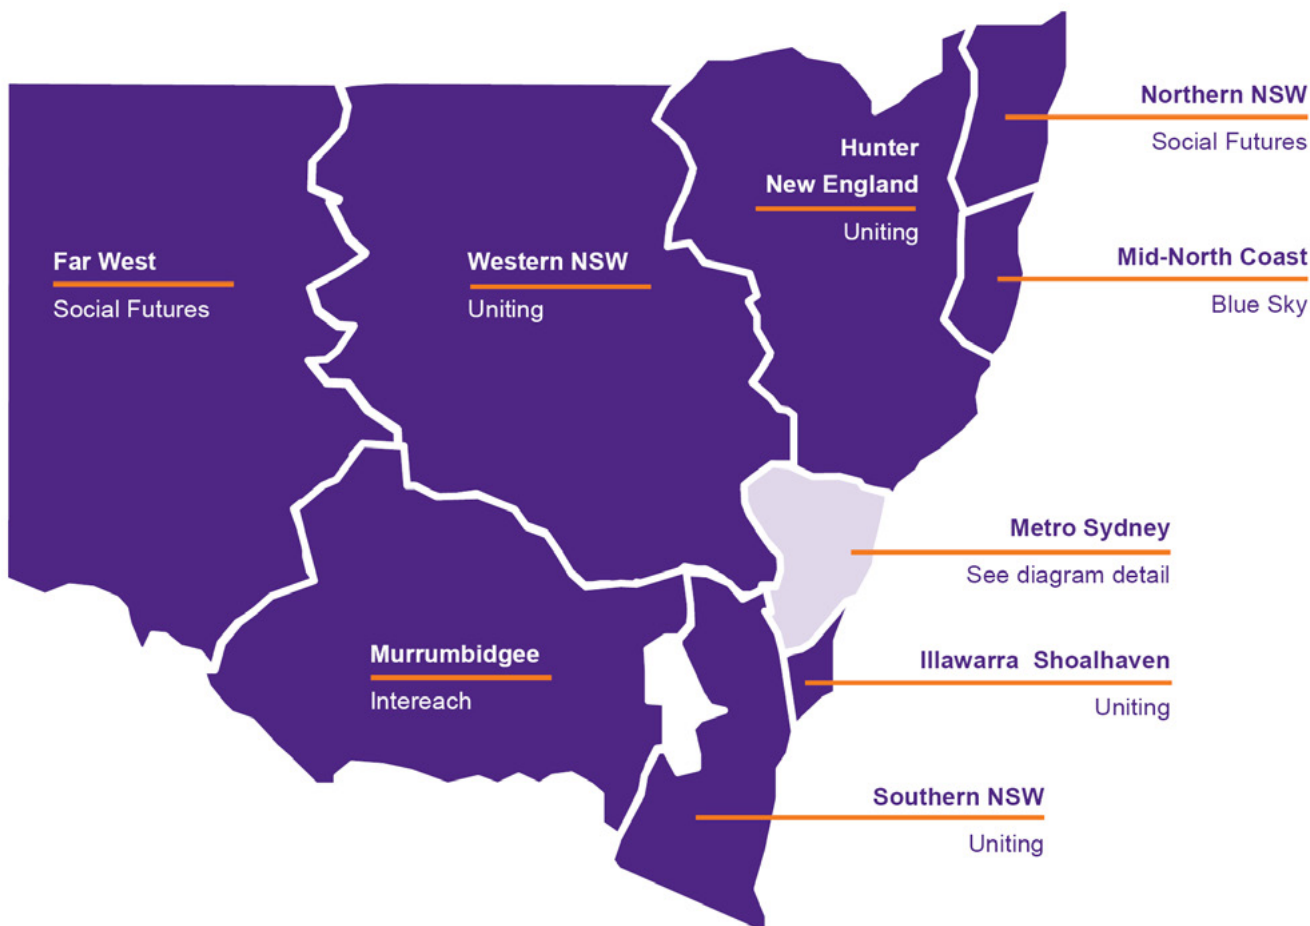 Northern NSW
Social Futures
Hunter
New England
Uniting
Mid-North Coast
Blue Sky
Far West
Social Futures
Western NSW
Uniting
Metro Sydney
See diagram detail
Murrumbidgee
Intereach
Illawarra Shoalhaven
Uniting
Southern NSW
Uniting